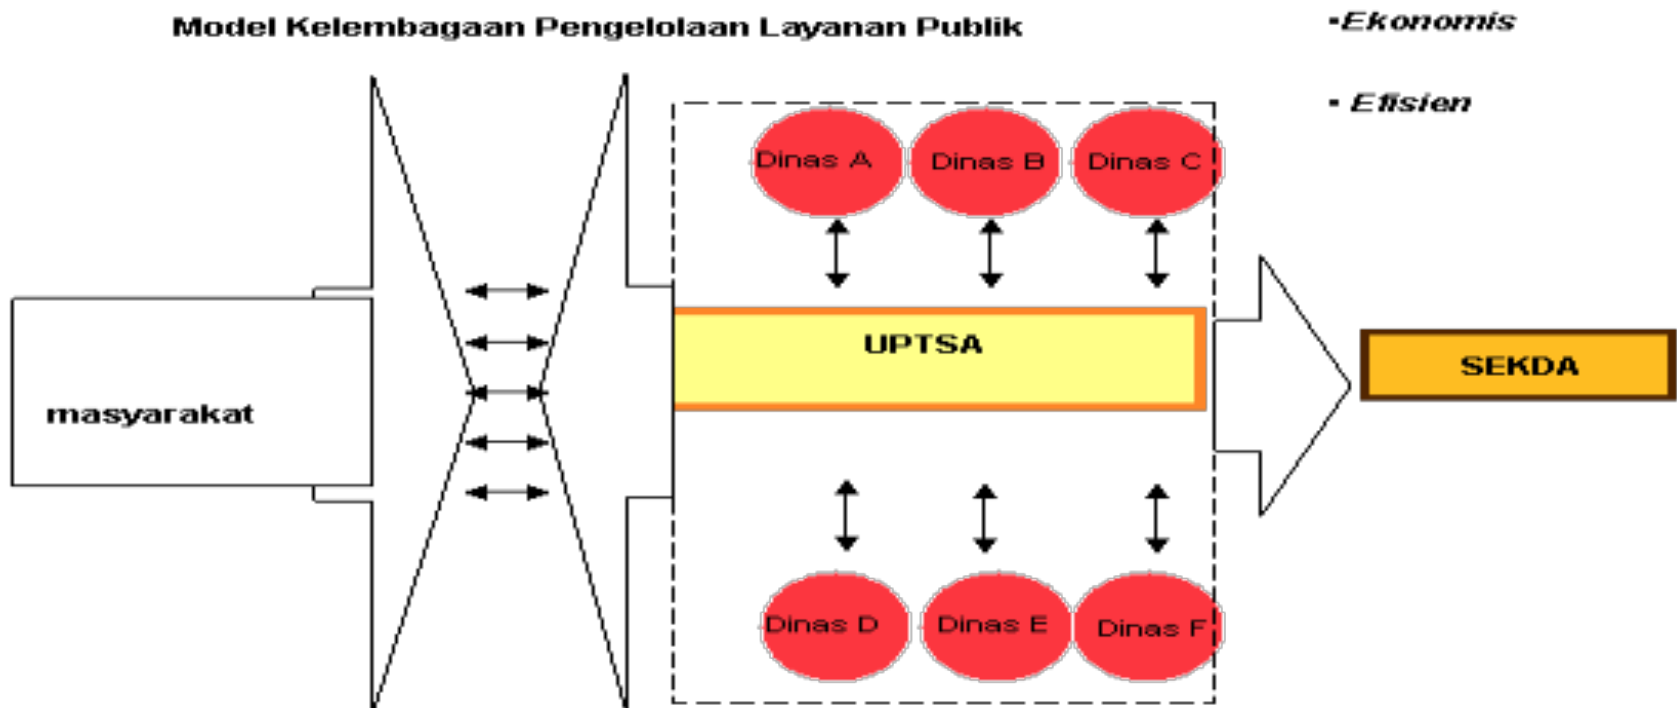 Model Kelembagaan Pengelolaan Layanan Publik
▪Ekonomis
▪ Efisien
Dinas A
Dinas B
Dinas C
masyarakat
UPTSA
SEKDA
Dinas D
Dinas E
Dinas F